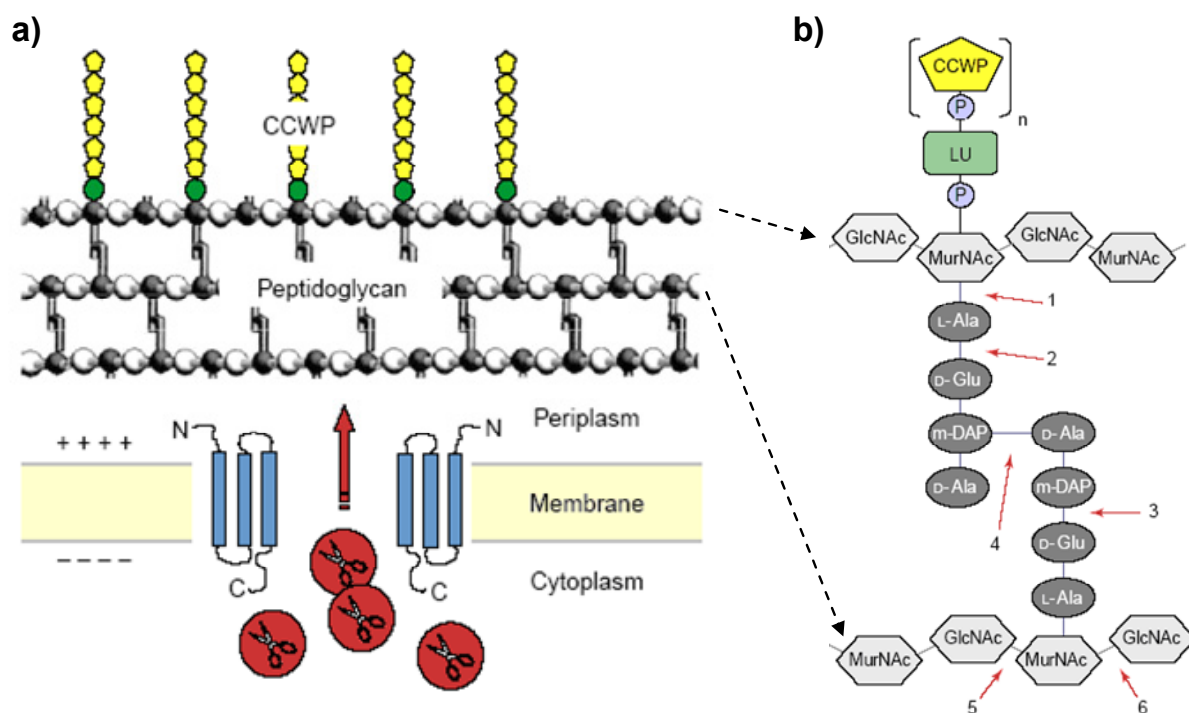 a)
CCWP
Peptidoglycan
Periplasm
N
N
+ + + +
Membrane
– – – –
C
C
Cytoplasm
b)
CCWP
P
n
LU
P
GlcNAc
MurNAc
GlcNAc
MurNAc
1
L-Ala
2
D-Glu
m-DAP
D-Ala
D-Ala
m-DAP
3
4
D-Glu
L-Ala
MurNAc
GlcNAc
MurNAc
GlcNAc
5
6